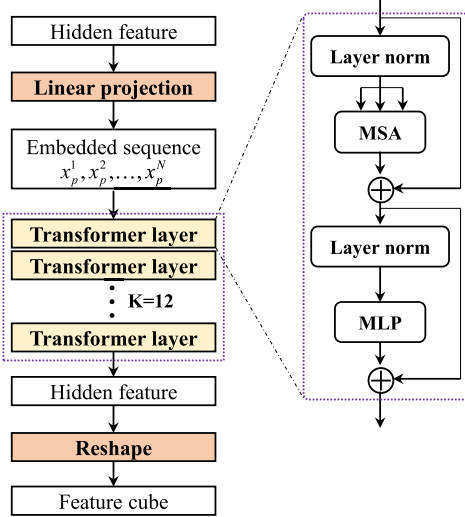 Hidden feature
Linear projection
Embedded sequence
x_p^1, x_p^2, ..., x_p^N
Transformer layer
Transformer layer
K=12
Transformer layer
Hidden feature
Reshape
Feature cube
Layer norm
MSA
Layer norm
MLP